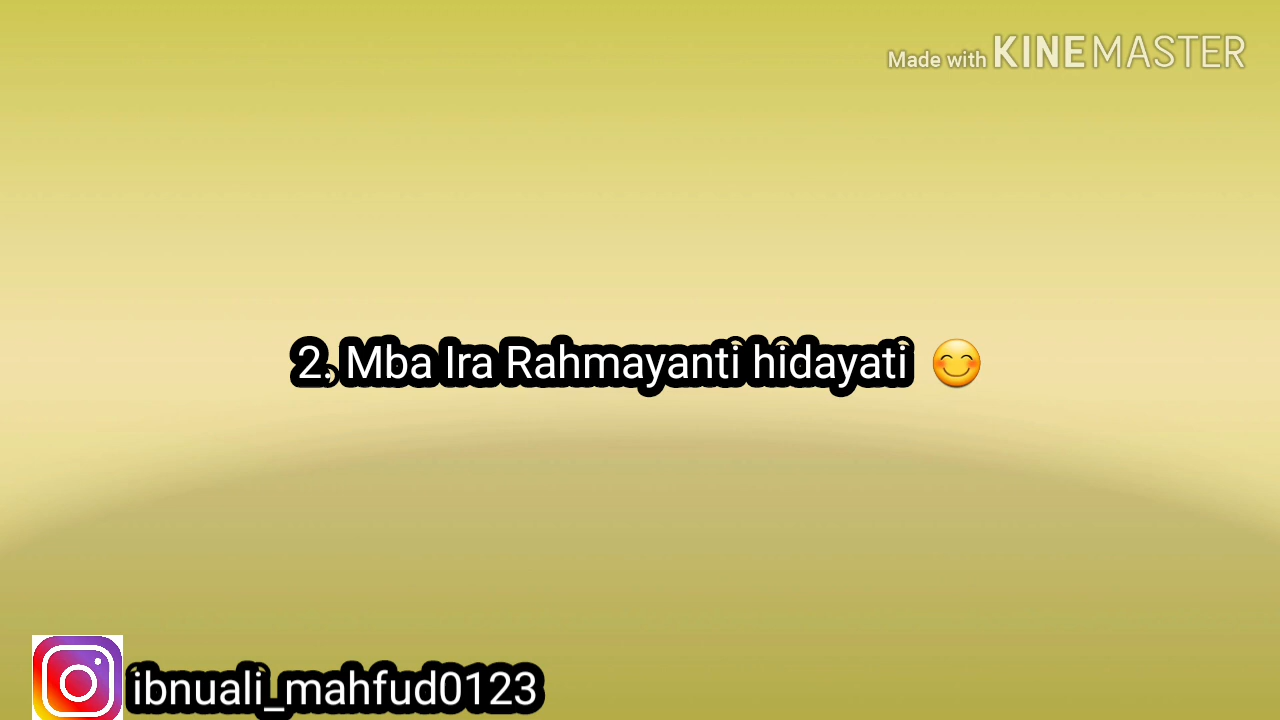 Made with KINEMASTER
2. Mba Ira Rahmayanti hidayati 😊
ibnuali_mahfud0123